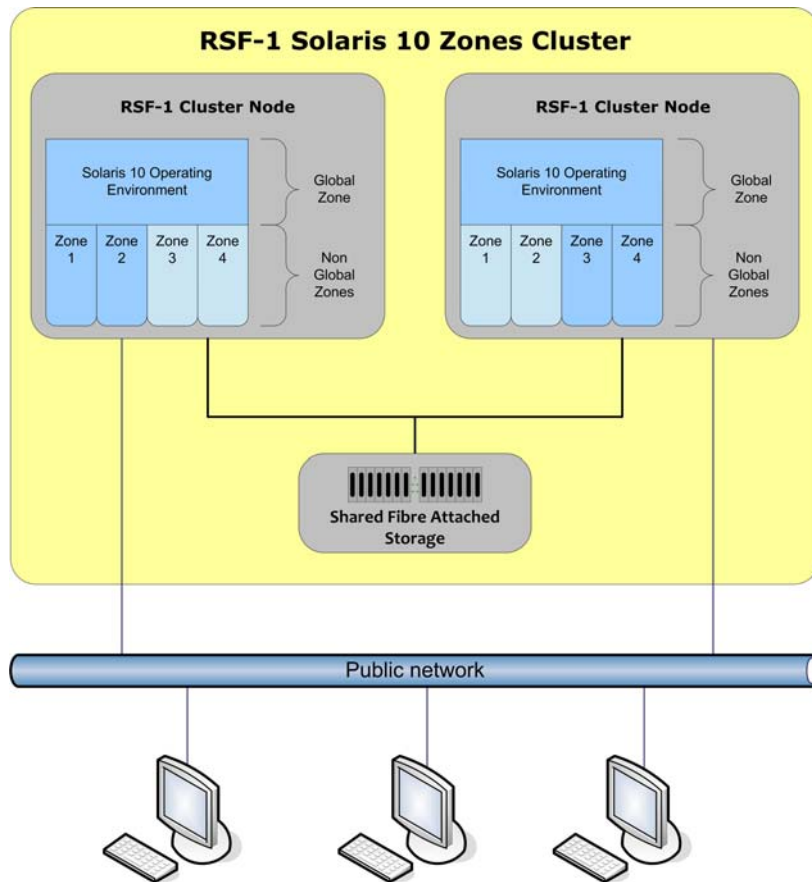 RSF-1 Solaris 10 Zones Cluster
RSF-1 Cluster Node
Solaris 10 Operating
Environment
Global
Zone
Zone
1
Zone
2
Zone
3
Zone
4
Non
Global
Zones
RSF-1 Cluster Node
Solaris 10 Operating
Environment
Global
Zone
Zone
1
Zone
2
Zone
3
Zone
4
Non
Global
Zones
Shared Fibre Attached
Storage
Public network